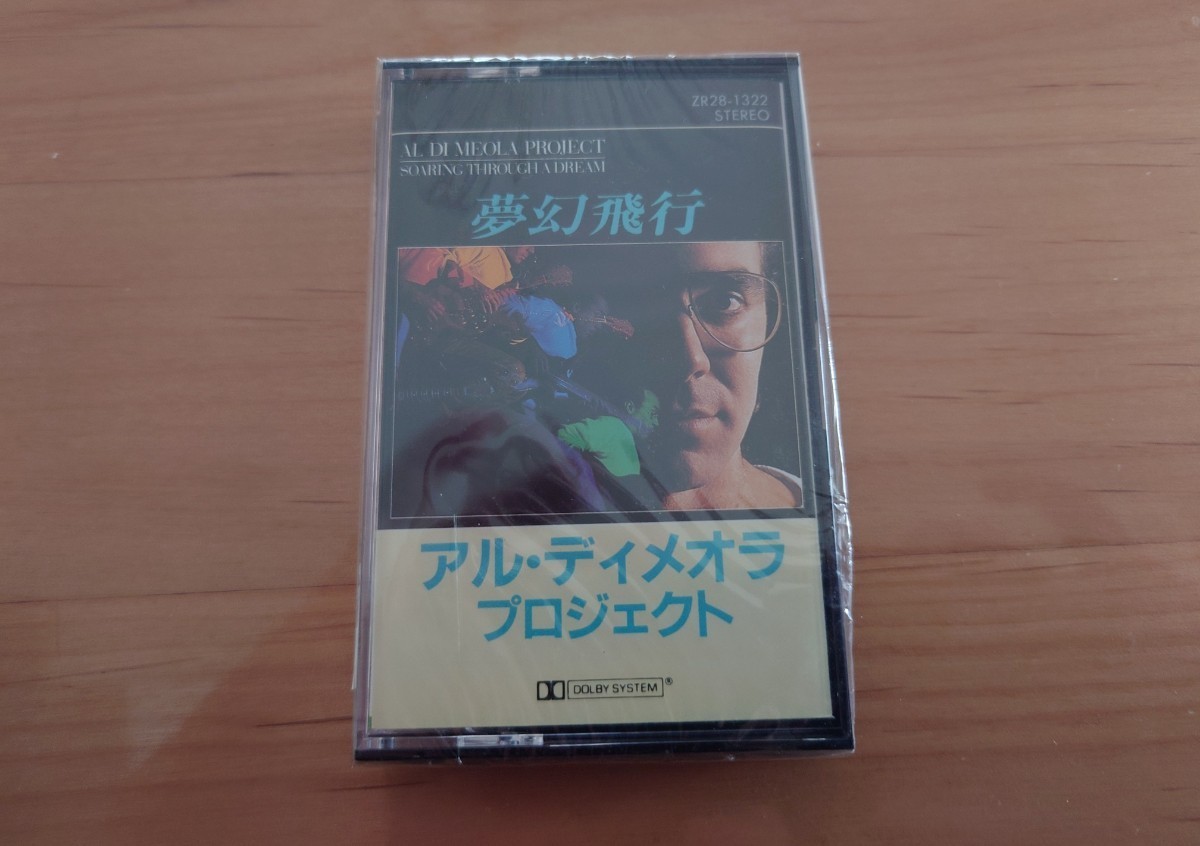 ZR28-1322
STEREO
AL DI MEOLA PROJECT
SOARING THROUGH A DREAM
夢幻飛行
アル・ディメオラ
プロジェクト
DOLBY SYSTEM®